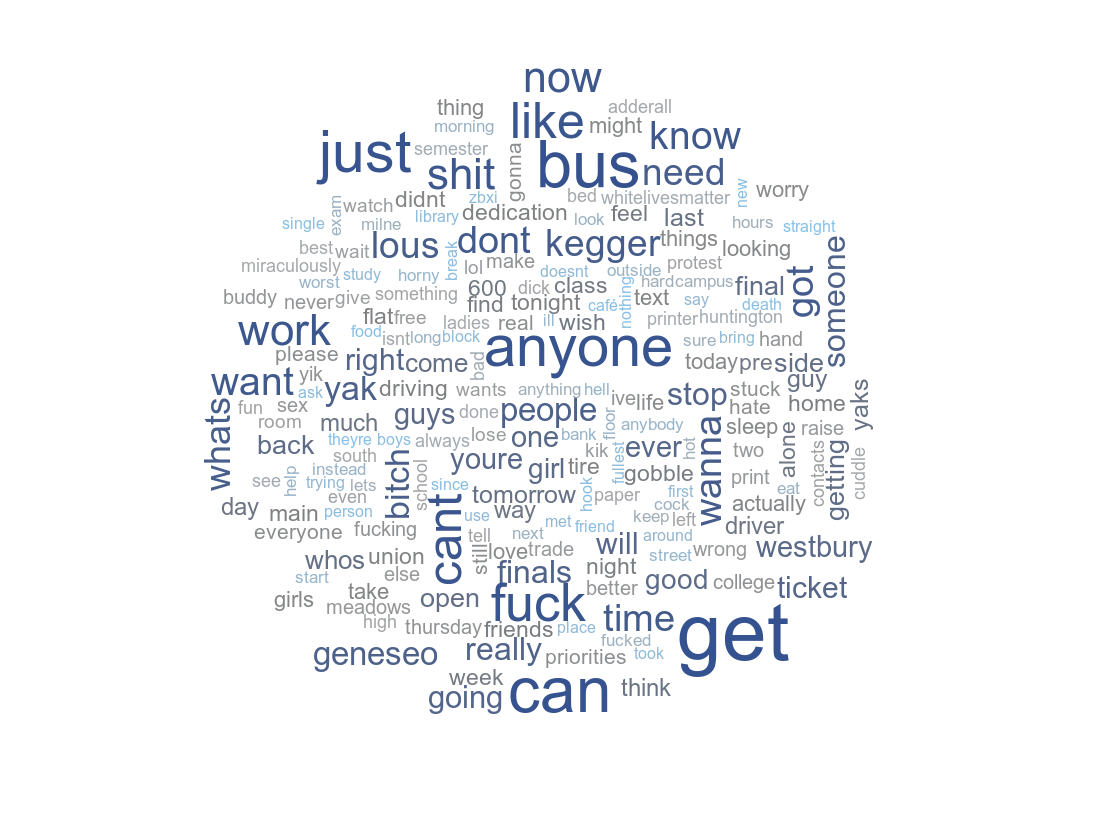 now
thing
adderall
like
morning
might
know
just
semester
shit
gonna
bus
need
zbxi
bed
whitelivesmatter
new
worry
exam
watch
didnt
single
milne
library
dedication
look
feel
last
hours
straight
best
wait
lous
break
dont
kegger
things
looking
miraculously
study
horny
lol
make
doesnt
outside
protest
worst
600
dick
class
hard
campus
final
got
someone
buddy
never
give
something
find
tonight
café
nothing
text
say
death
flat
free
ladies
real
ill
wish
printer
huntington
work
food
isnt
long
block
anyone
sure
bring
hand
please
right
come
bad
today
pre
side
want
yik
ask
yak
driving
wants
anything
hell
ive
life
stop
stuck
guy
whats
fun
sex
guys
done
people
floor
hate
home
yaks
room
much
anybody
wanna
sleep
alone
raise
back
theyre
boys
always
lose
one
bank
ever
hot
two
south
youre
girl
tire
kik
fullest
gobble
getting
see
help
instead
bitch
school
print
contacts
cuddle
trying
lets
since
tomorrow
hook
paper
first
eat
day
even
cant
way
cock
actually
main
person
use
met
friend
keep
left
driver
everyone
fucking
tell
next
around
whos
union
still
love
trade
will
street
wrong
westbury
start
else
finals
night
good
college
ticket
girls
take
open
fuck
better
meadows
high
thursday
friends
place
time
get
fucked
geneseo
really
priorities
took
week
going
can
think